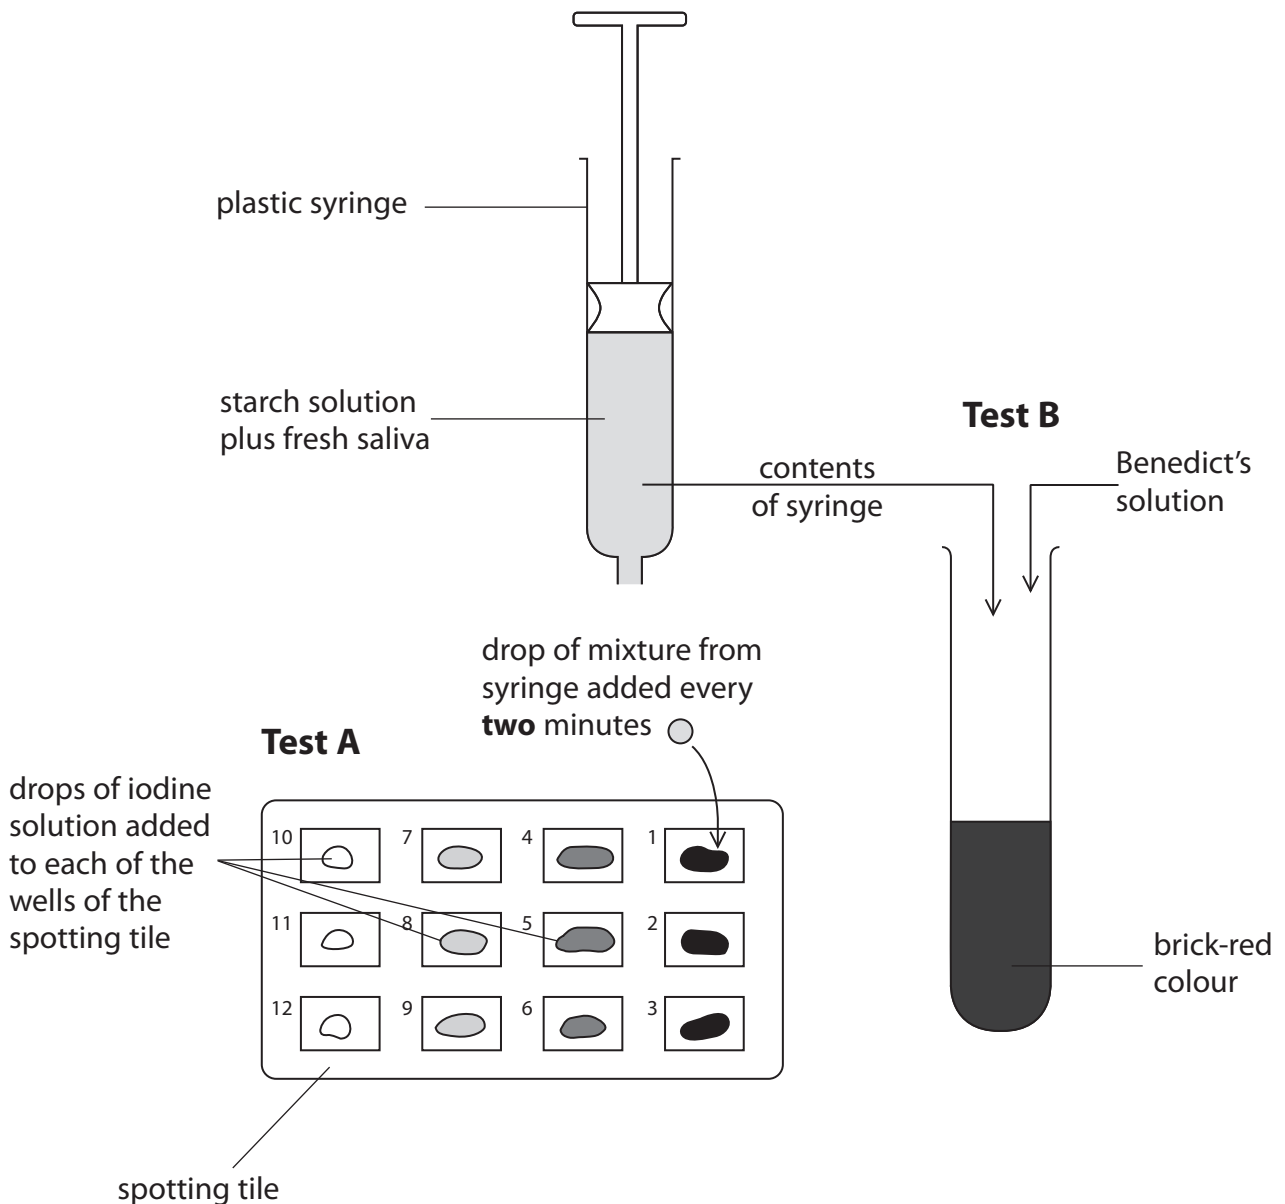 plastic syringe
starch solution
plus fresh saliva
Test B
contents
of syringe
Benedict's
solution
drop of mixture from
syringe added every
two minutes
Test A
drops of iodine
solution added
to each of the
wells of the
spotting tile
10 7 4 1
11 8 5 2
12 9 6 3
brick-red
colour
spotting tile